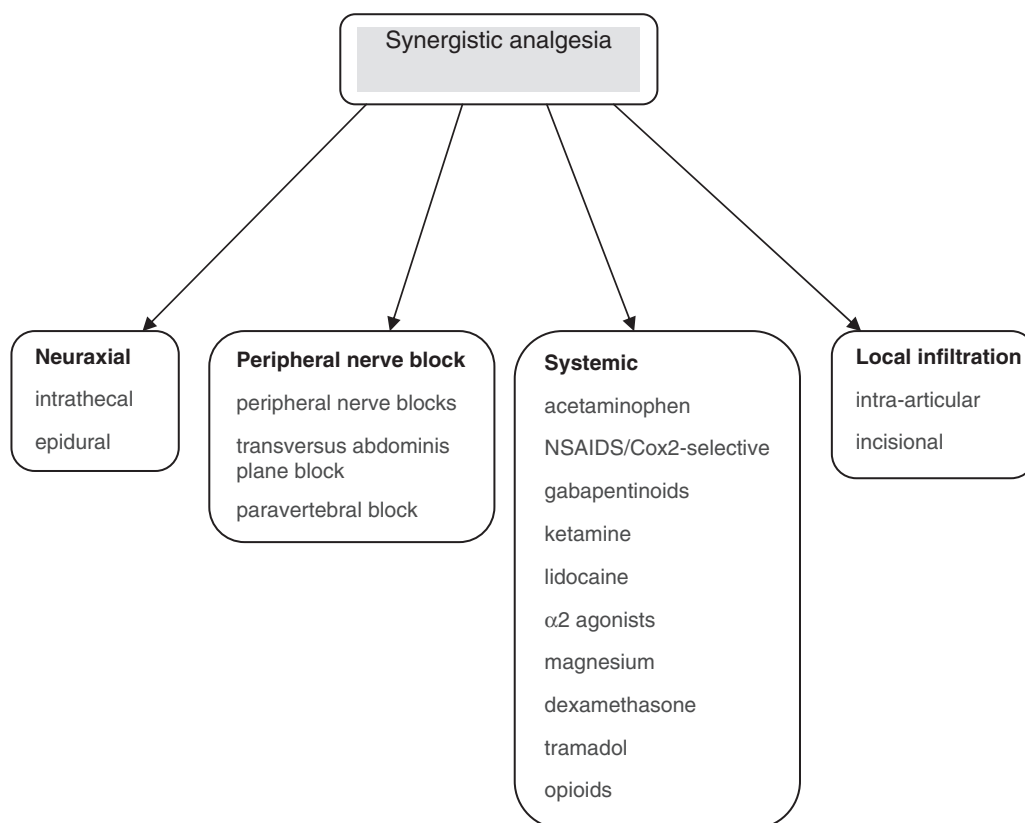 Synergistic analgesia
Neuraxial
intrathecal
epidural
Peripheral nerve block
peripheral nerve blocks
transversus abdominis
plane block
paravertebral block
Systemic
acetaminophen
NSAIDS/Cox2-selective
gabapentinoids
ketamine
lidocaine
α2 agonists
magnesium
dexamethasone
tramadol
opioids
Local infiltration
intra-articular
incisional